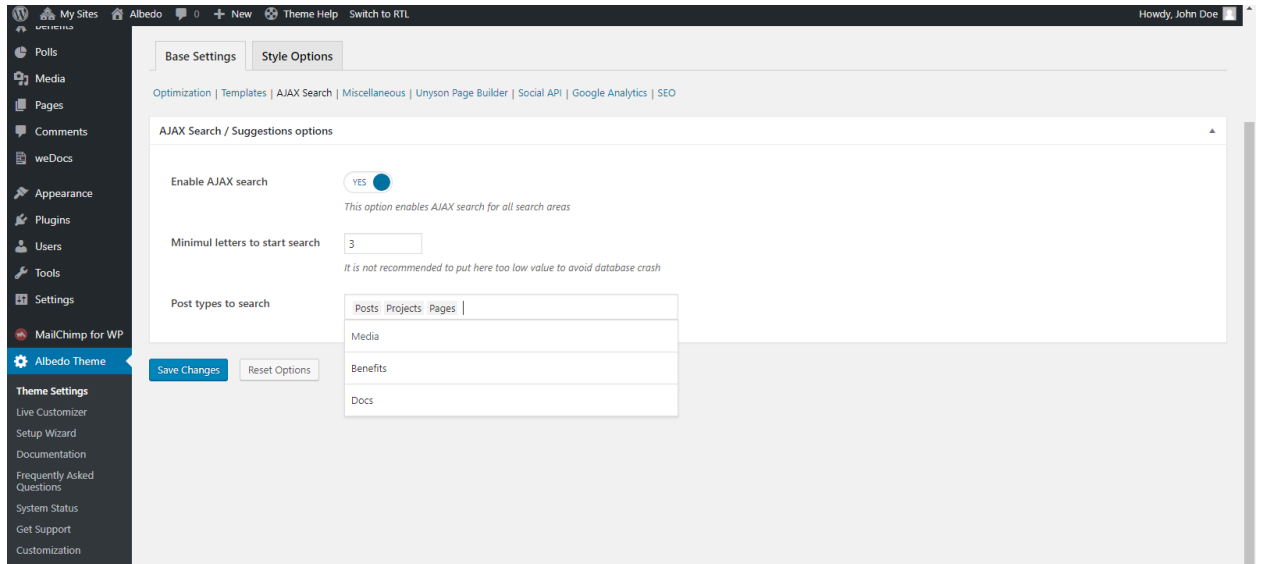 My Sites Albedo 0 + New Theme Help Switch to RTL Howdy, John Doe
Benefits
Polls
Media
Pages
Comments
weDocs
Appearance
Plugins
Users
Tools
Settings
MailChimp for WP
Albedo Theme
Theme Settings
Live Customizer
Setup Wizard
Documentation
Frequently Asked
Questions
System Status
Get Support
Customization
Base Settings Style Options
Optimization | Templates | AJAX Search | Miscellaneous | Unyson Page Builder | Social API | Google Analytics | SEO
AJAX Search / Suggestions options
Enable AJAX search YES
This option enables AJAX search for all search areas
Minimul letters to start search 3
It is not recommended to put here too low value to avoid database crash
Post types to search Posts Projects Pages
Media
Benefits
Docs
Save Changes Reset Options